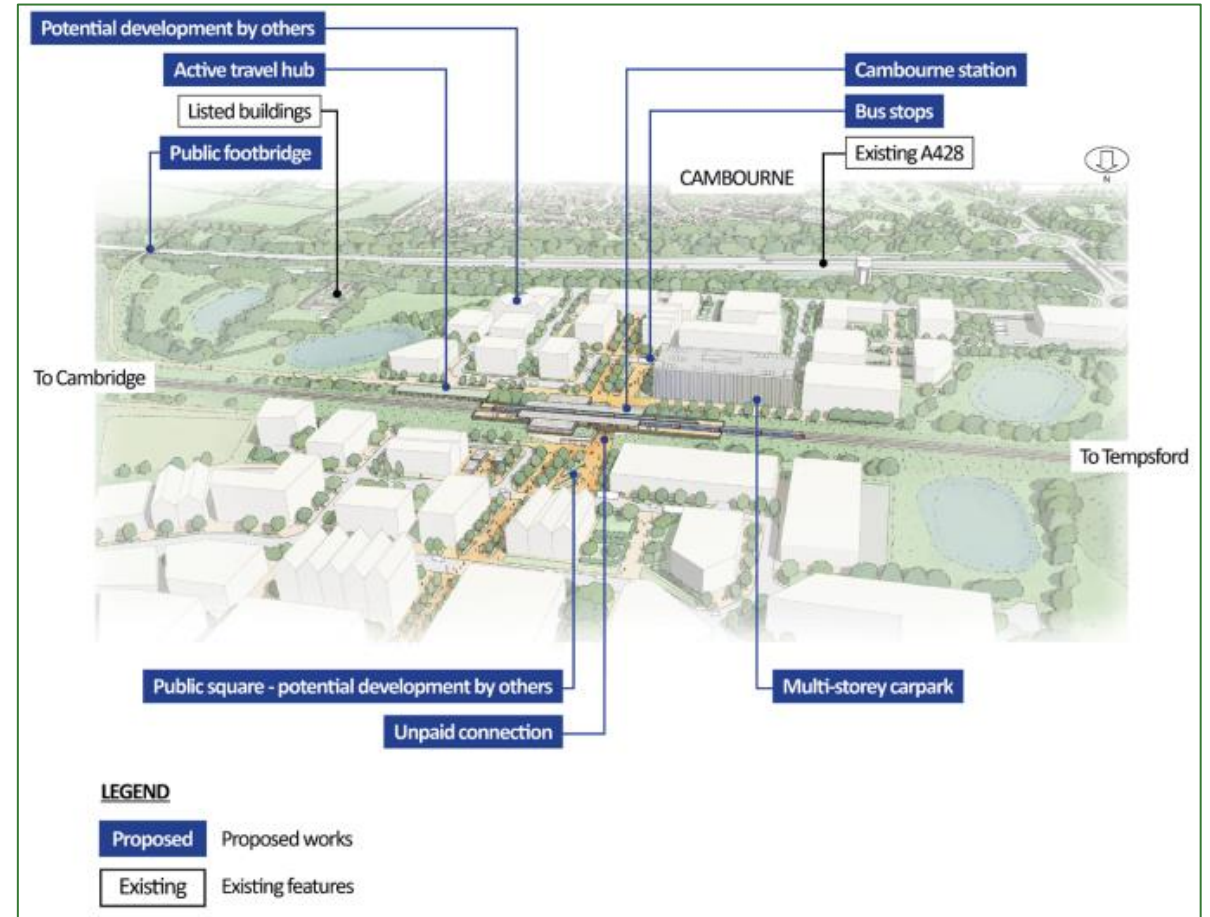 Potential development by others
Active travel hub
Listed buildings
Public footbridge
Cambourne station
Bus stops
Existing A428
CAMBOURNE
N
To Cambridge
To Tempsford
Public square - potential development by others
Unpaid connection
Multi-storey carpark
LEGEND
Proposed Proposed works
Existing Existing features